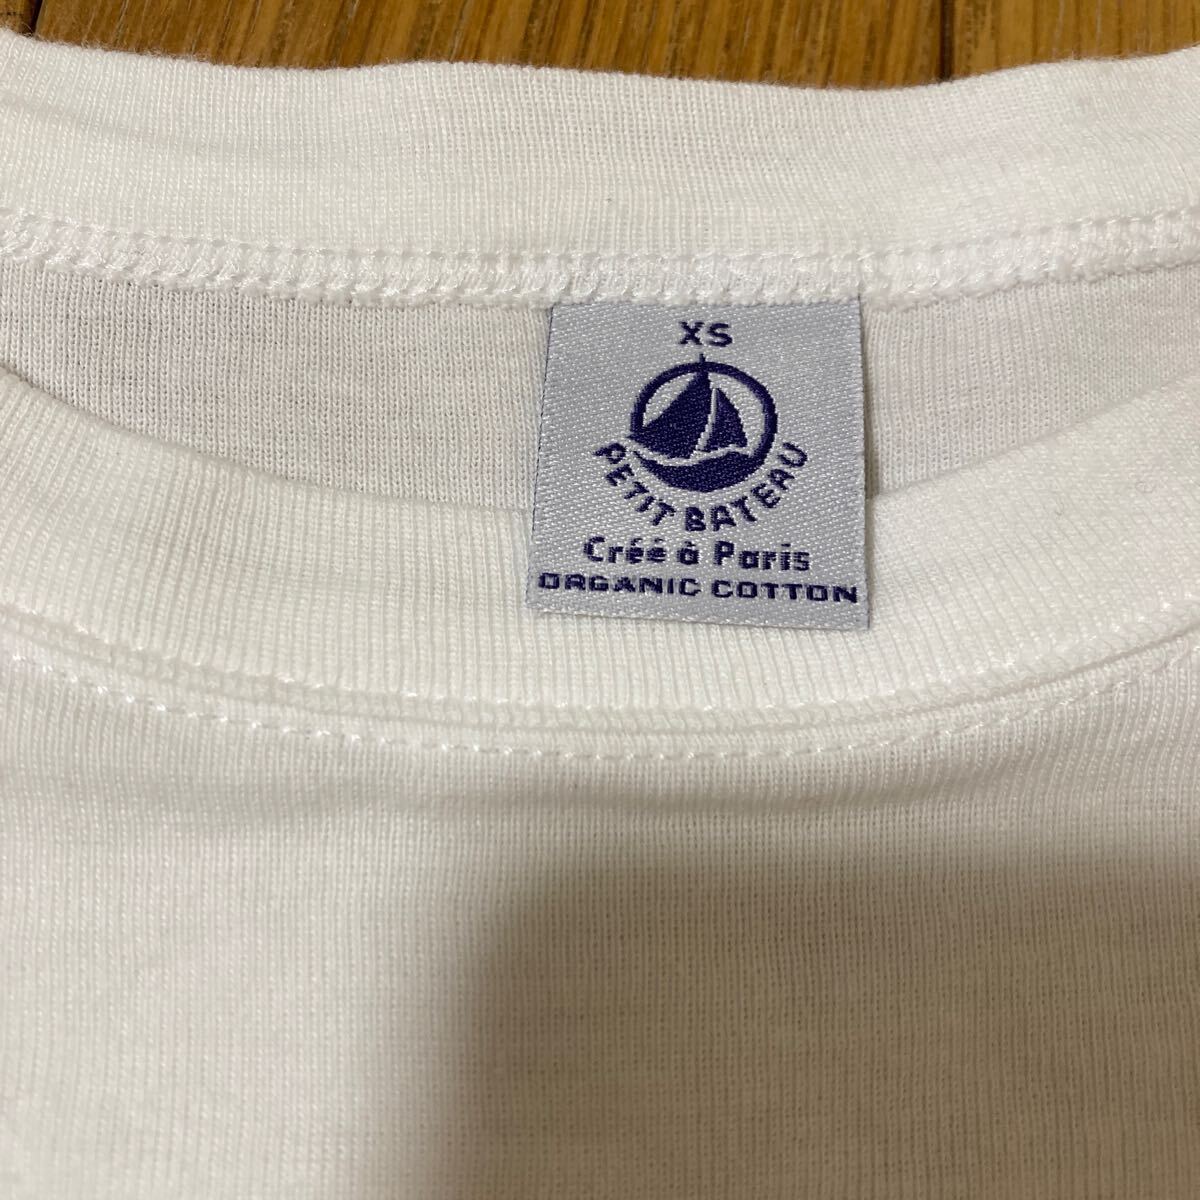 XS
PETIT BATEAU
Créé à Paris
ORGANIC COTTON